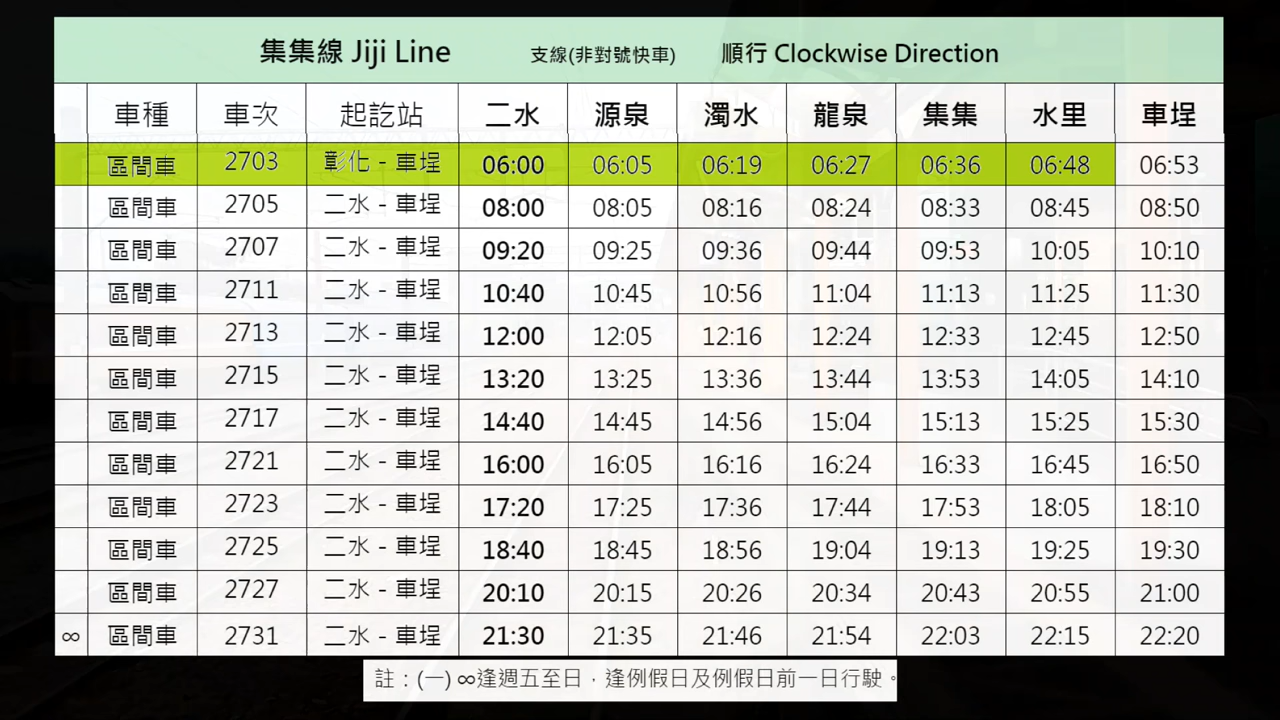 集集線 Jiji Line 支線(非對號快車) 順行 Clockwise Direction
車種 車次 起訖站 二水 源泉 濁水 龍泉 集集 水里 車埕
區間車 2703 彰化 - 車埕 06:00 06:05 06:19 06:27 06:36 06:48 06:53
區間車 2705 二水 - 車埕 08:00 08:05 08:16 08:24 08:33 08:45 08:50
區間車 2707 二水 - 車埕 09:20 09:25 09:36 09:44 09:53 10:05 10:10
區間車 2711 二水 - 車埕 10:40 10:45 10:56 11:04 11:13 11:25 11:30
區間車 2713 二水 - 車埕 12:00 12:05 12:16 12:24 12:33 12:45 12:50
區間車 2715 二水 - 車埕 13:20 13:25 13:36 13:44 13:53 14:05 14:10
區間車 2717 二水 - 車埕 14:40 14:45 14:56 15:04 15:13 15:25 15:30
區間車 2721 二水 - 車埕 16:00 16:05 16:16 16:24 16:33 16:45 16:50
區間車 2723 二水 - 車埕 17:20 17:25 17:36 17:44 17:53 18:05 18:10
區間車 2725 二水 - 車埕 18:40 18:45 18:56 19:04 19:13 19:25 19:30
區間車 2727 二水 - 車埕 20:10 20:15 20:26 20:34 20:43 20:55 21:00
∞ 區間車 2731 二水 - 車埕 21:30 21:35 21:46 21:54 22:03 22:15 22:20
註：(一) ∞逢週五至日，逢例假日及例假日前一日行駛。